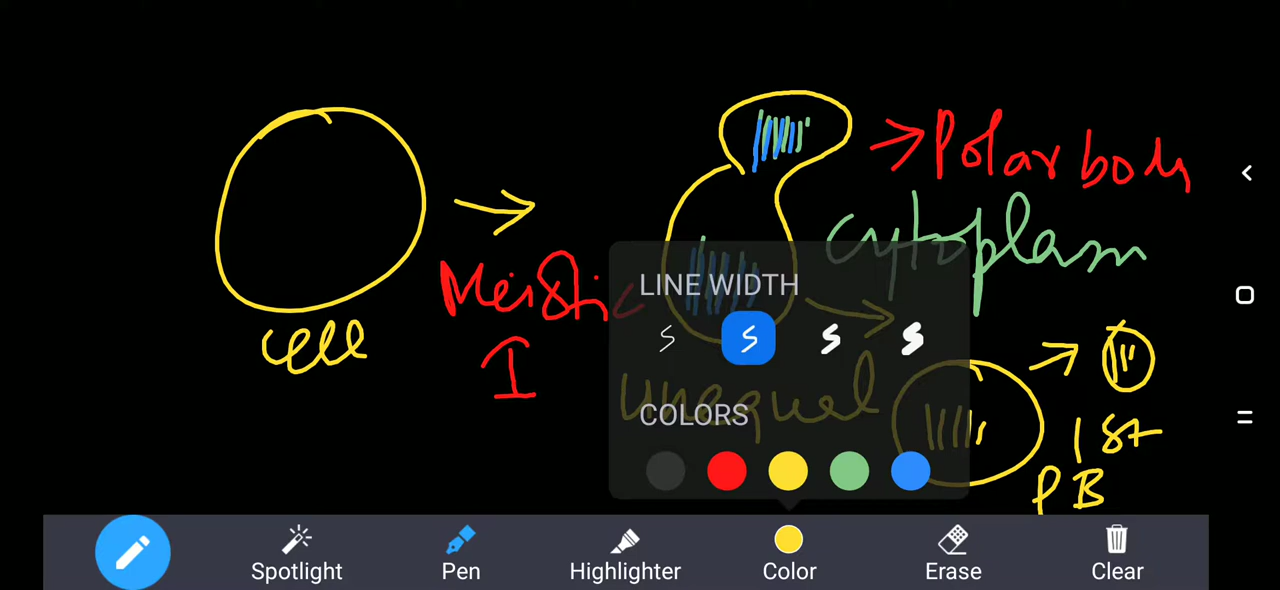 Polar body
cytoplasm
Meiotic
I
cell
unequal
1st
PB
LINE WIDTH
COLORS
Spotlight
Pen
Highlighter
Color
Erase
Clear